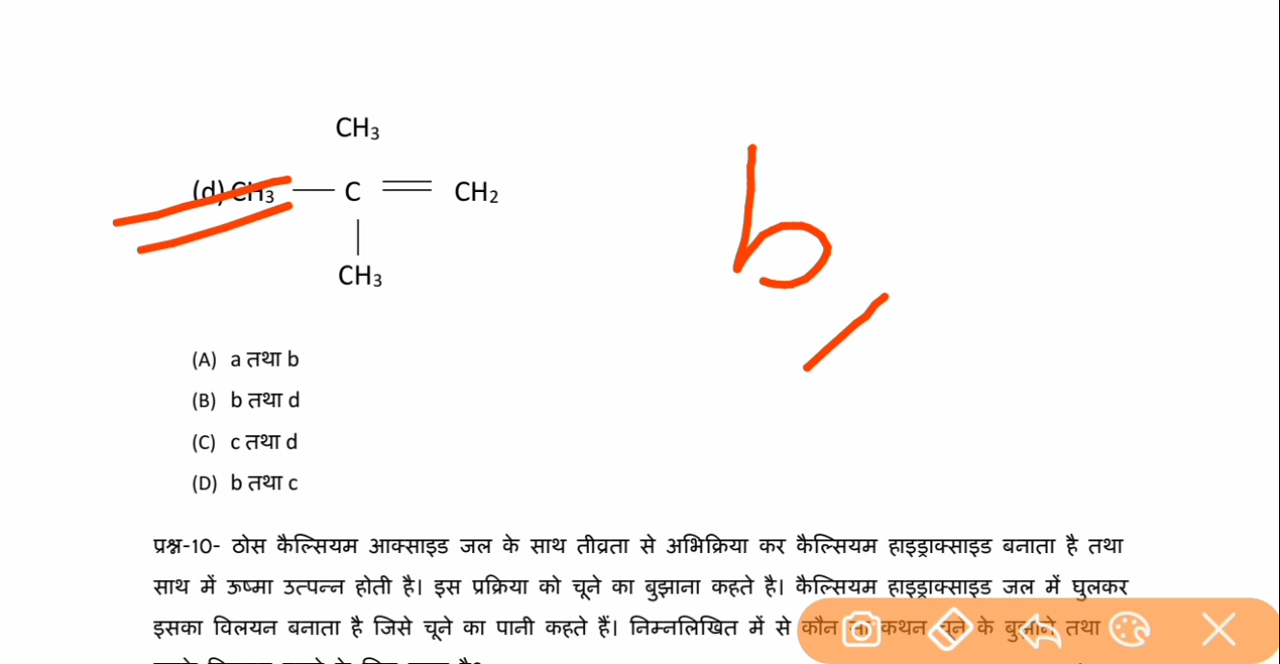 CH3
(d) CH3 — C = CH2
|
CH3
b
(A) a तथा b
(B) b तथा d
(C) c तथा d
(D) b तथा c
प्रश्न-10- ठोस कैल्सियम आक्साइड जल के साथ तीव्रता से अभिक्रिया कर कैल्सियम हाइड्राक्साइड बनाता है तथा
साथ में ऊष्मा उत्पन्न होती है। इस प्रक्रिया को चूने का बुझाना कहते है। कैल्सियम हाइड्राक्साइड जल में घुलकर
इसका विलयन बनाता है जिसे चूने का पानी कहते हैं। निम्नलिखित में से कौन सा कथन चूने के बुझाने तथा